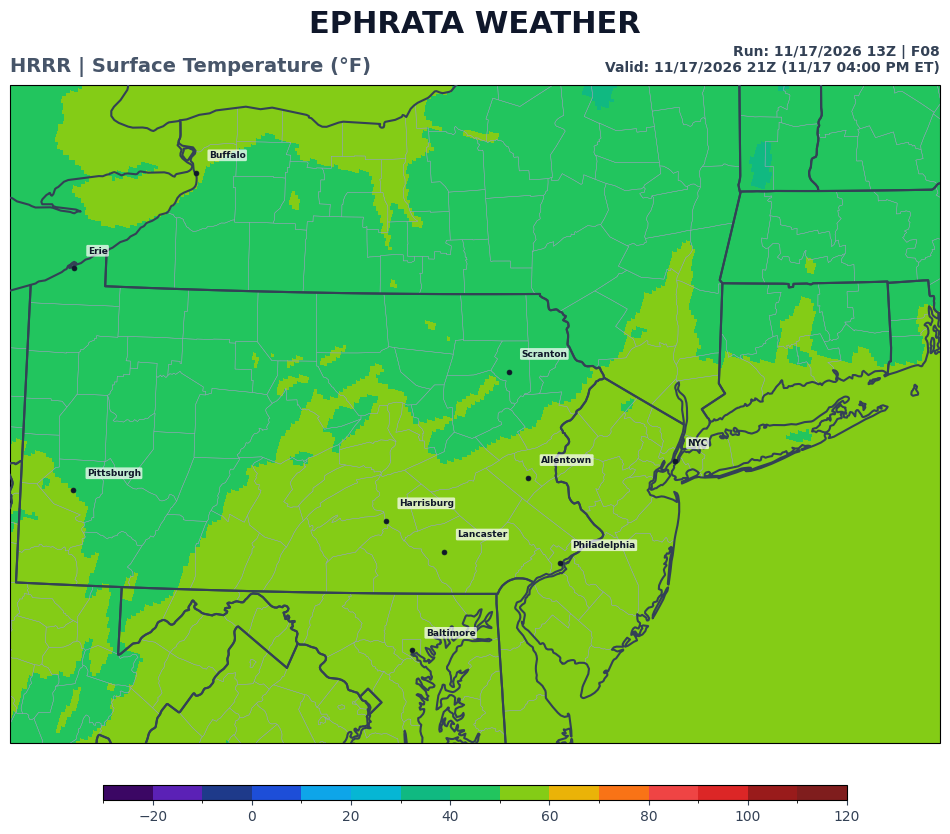 EPHRATA WEATHER
HRRR | Surface Temperature (°F)
Run: 11/17/2026 13Z | F08
Valid: 11/17/2026 21Z (11/17 04:00 PM ET)
Buffalo
Erie
Scranton
NYC
Allentown
Pittsburgh
Harrisburg
Lancaster
Philadelphia
Baltimore
−20 0 20 40 60 80 100 120